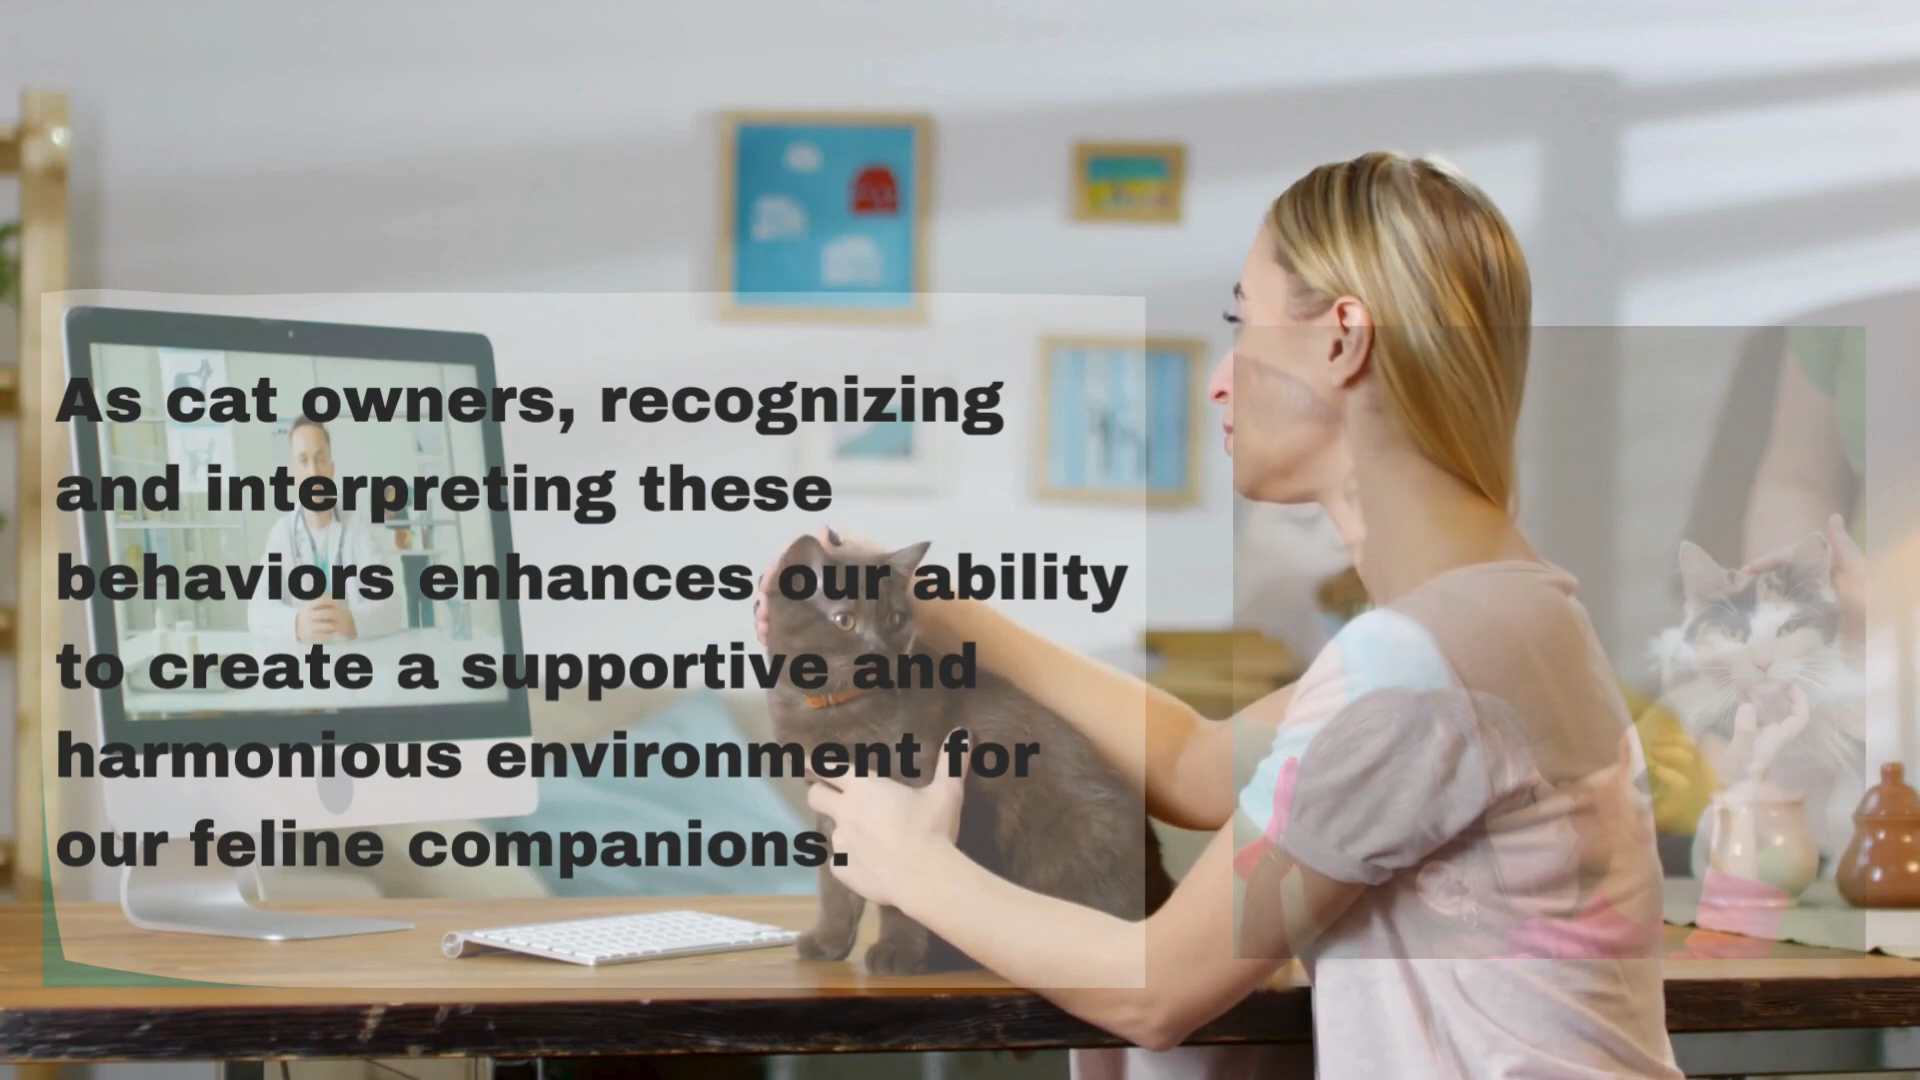 As cat owners, recognizing
and interpreting these
behaviors enhances our ability
to create a supportive and
harmonious environment for
our feline companions.